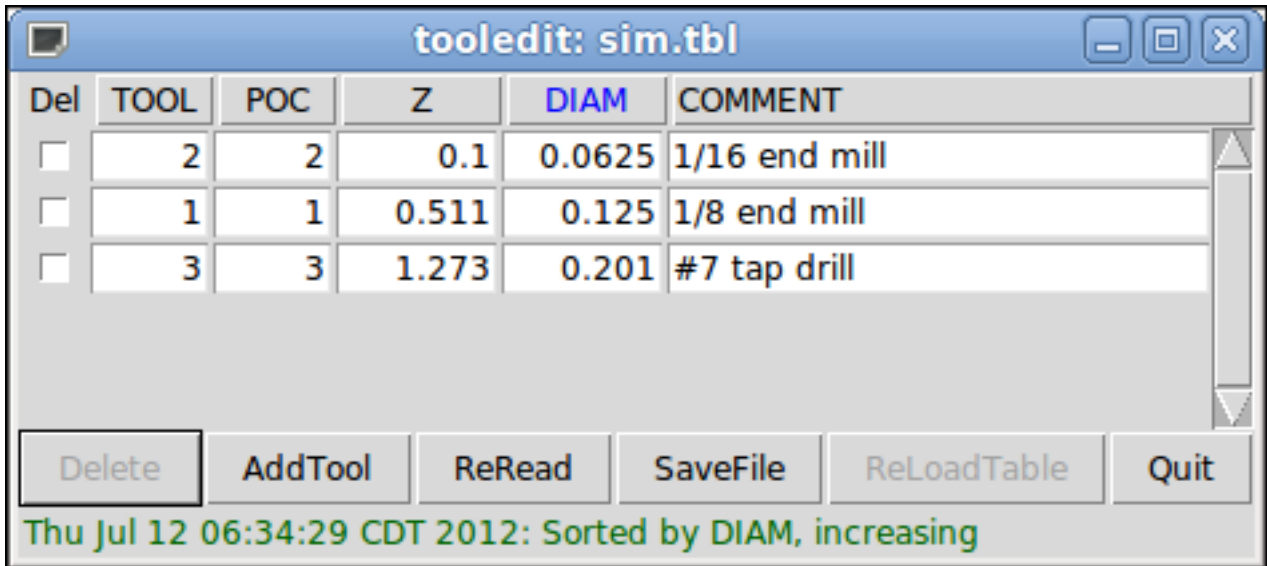 tooledit: sim.tbl
Del TOOL POC Z DIAM COMMENT
2 2 0.1 0.0625 1/16 end mill
1 1 0.511 0.125 1/8 end mill
3 3 1.273 0.201 #7 tap drill
Delete AddTool ReRead SaveFile ReLoadTable Quit
Thu Jul 12 06:34:29 CDT 2012: Sorted by DIAM, increasing